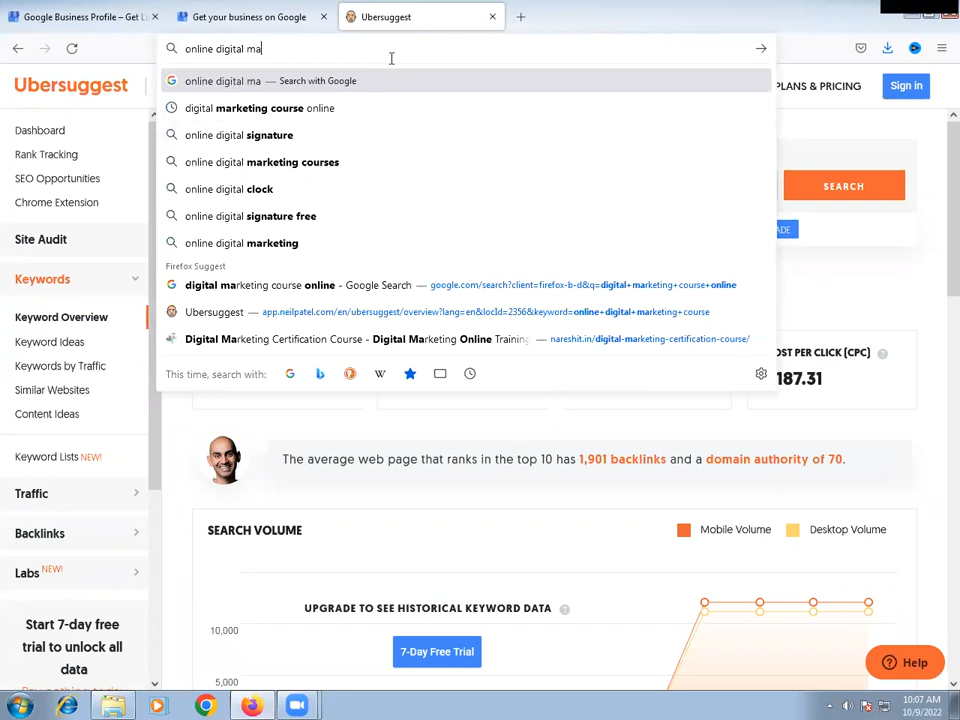 Google Business Profile – Get Li
Get your business on Google
Ubersuggest
online digital ma
online digital ma — Search with Google
digital marketing course online
online digital signature
online digital marketing courses
online digital clock
online digital signature free
online digital marketing
Firefox Suggest
digital marketing course online - Google Search — google.com/search?client=firefox-b-d&q=digital+marketing+course+online
Ubersuggest — app.neilpatel.com/en/ubersuggest/overview?lang=en&locId=2356&keyword=online+digital+marketing+course
Digital Marketing Certification Course - Digital Marketing Online Training — nareshit.in/digital-marketing-certification-course/
This time, search with:
Ubersuggest
PLANS & PRICING
Sign in
Dashboard
Rank Tracking
SEO Opportunities
Chrome Extension
Site Audit
Keywords
Keyword Overview
Keyword Ideas
Keywords by Traffic
Similar Websites
Content Ideas
Keyword Lists NEW!
Traffic
Backlinks
Labs NEW!
Start 7-day free
trial to unlock all
data
SEARCH
ADE
OST PER CLICK (CPC)
187.31
The average web page that ranks in the top 10 has 1,901 backlinks and a domain authority of 70.
SEARCH VOLUME
Mobile Volume
Desktop Volume
UPGRADE TO SEE HISTORICAL KEYWORD DATA
7-Day Free Trial
10,000
5,000
Help
10:07 AM
10/9/2022